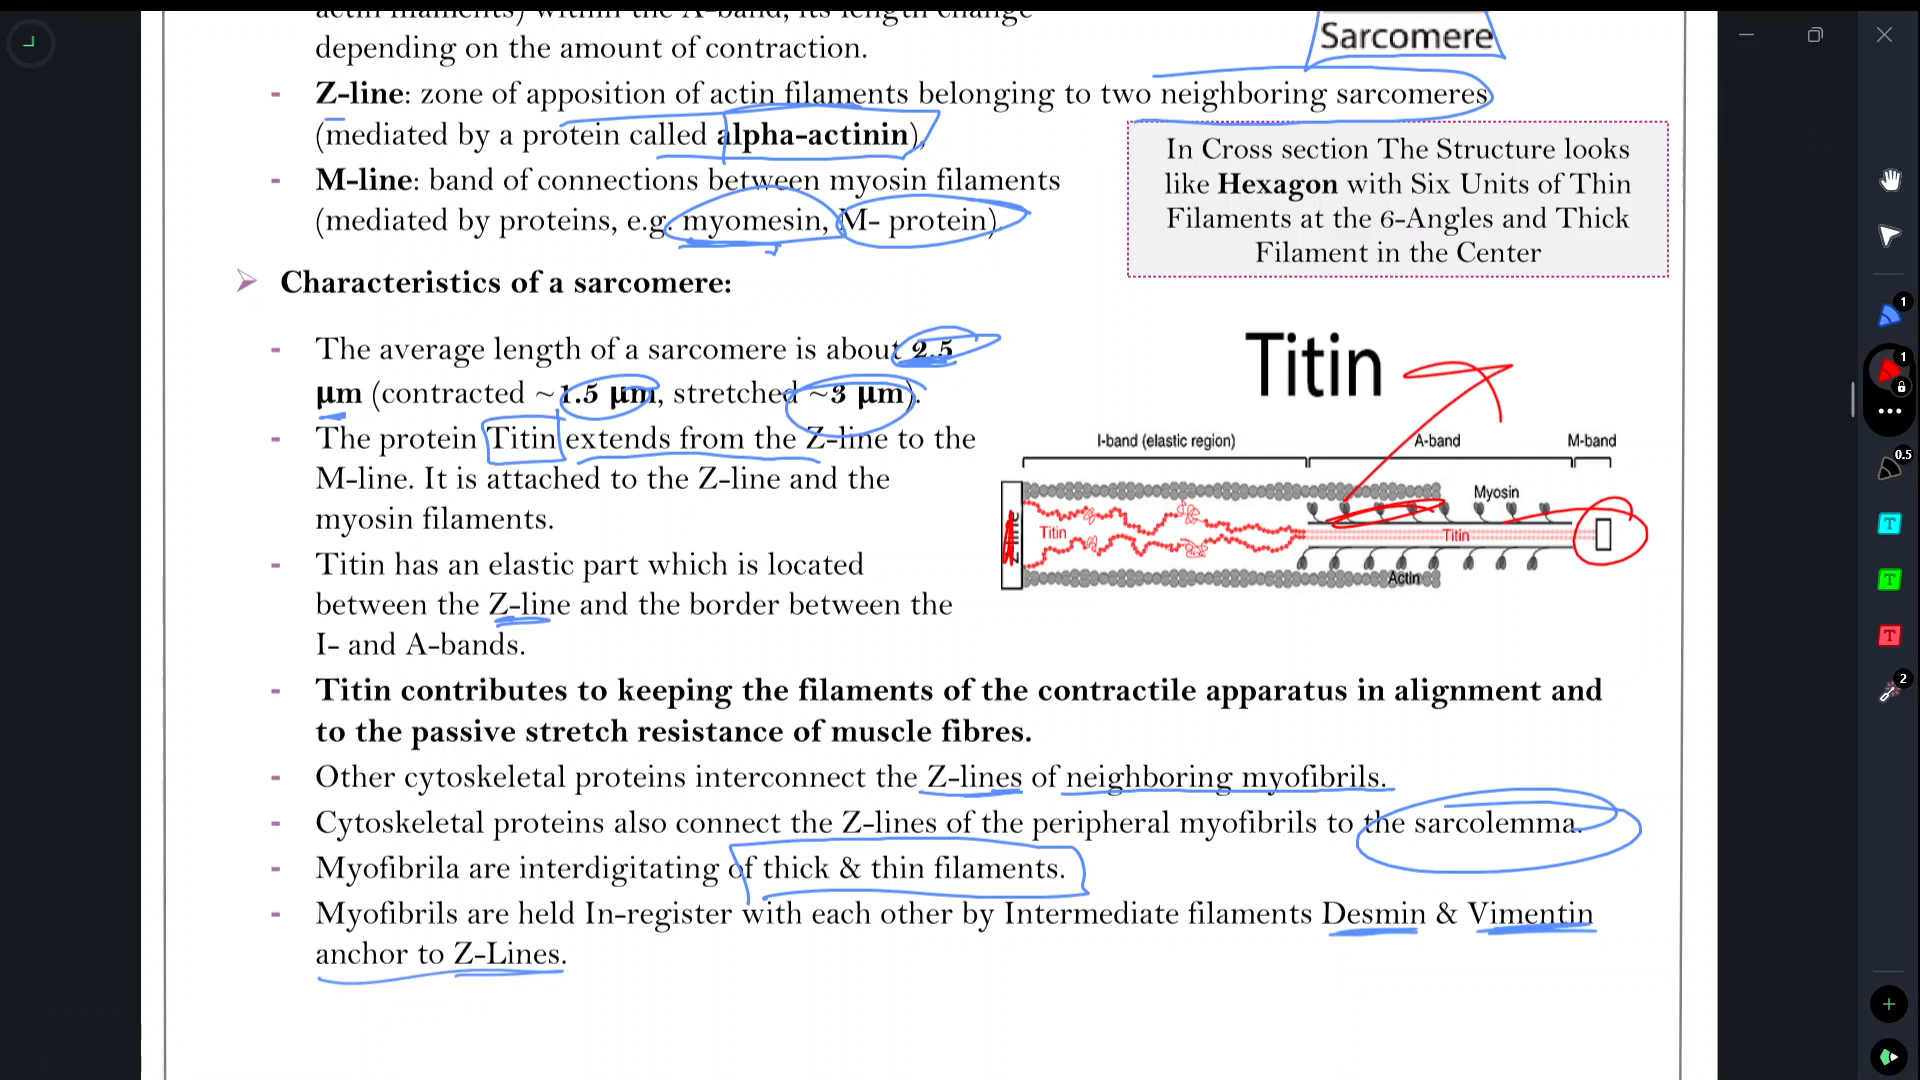 depending on the amount of contraction.
Sarcomere
- Z-line: zone of apposition of actin filaments belonging to two neighboring sarcomeres
(mediated by a protein called alpha-actinin),
- M-line: band of connections between myosin filaments
(mediated by proteins, e.g. myomesin, M- protein).
In Cross section The Structure looks
like Hexagon with Six Units of Thin
Filaments at the 6-Angles and Thick
Filament in the Center
Characteristics of a sarcomere:
- The average length of a sarcomere is about 2.5
µm (contracted ~1.5 µm, stretched ~3 µm).
- The protein Titin extends from the Z-line to the
M-line. It is attached to the Z-line and the
myosin filaments.
- Titin has an elastic part which is located
between the Z-line and the border between the
I- and A-bands.
Titin
I-band (elastic region)
A-band
M-band
Myosin
Z-line
Titin
Titin
Actin
- Titin contributes to keeping the filaments of the contractile apparatus in alignment and
to the passive stretch resistance of muscle fibres.
- Other cytoskeletal proteins interconnect the Z-lines of neighboring myofibrils.
- Cytoskeletal proteins also connect the Z-lines of the peripheral myofibrils to the sarcolemma.
- Myofibrila are interdigitating of thick & thin filaments.
- Myofibrils are held In-register with each other by Intermediate filaments Desmin & Vimentin
anchor to Z-Lines.
1
1
0.5
T
T
T
2